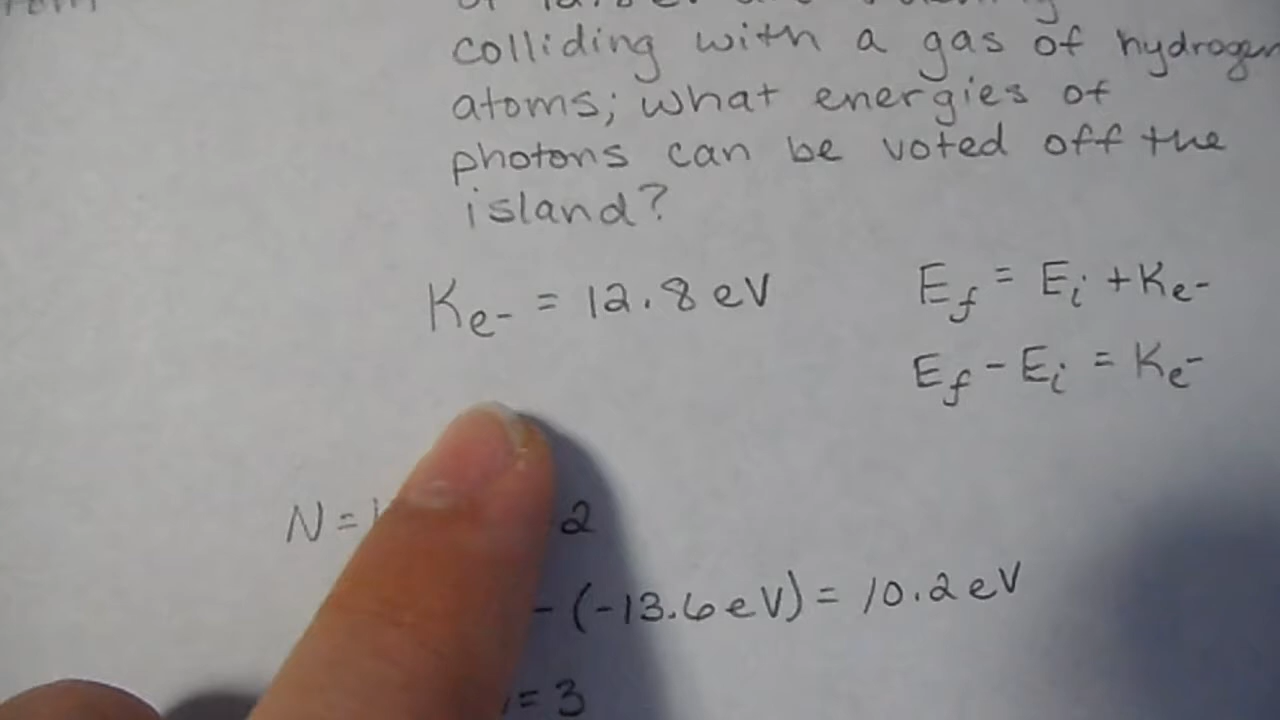 colliding with a gas of hydrogen
atoms; what energies of
photons can be voted off the
island?
Ke- = 12.8 eV
Ef = Ei + Ke-
Ef - Ei = Ke-
N = 2
- (-13.6 eV) = 10.2 eV
= 3